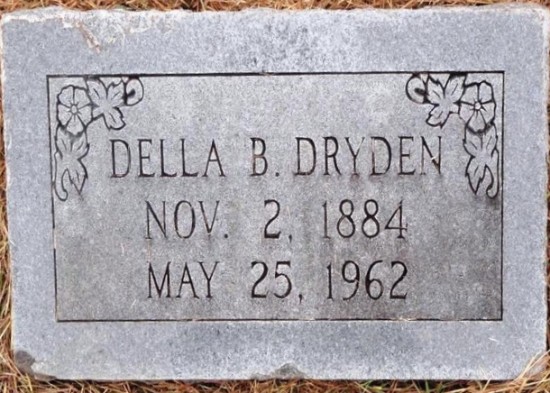 DELLA B. DRYDEN
NOV. 2, 1884
MAY 25, 1962